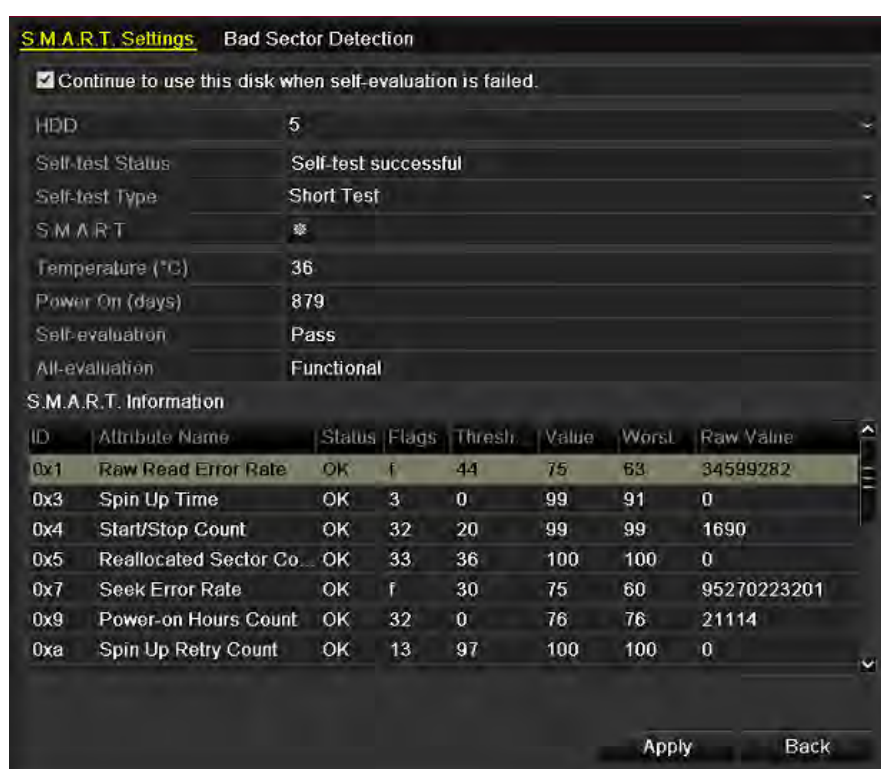 S.M.A.R.T. Settings Bad Sector Detection
Continue to use this disk when self-evaluation is failed.
HDD 5
Self-test Status Self-test successful
Self-test Type Short Test
S.M.A.R.T
Temperature (°C) 36
Power On (days) 879
Self-evaluation Pass
All-evaluation Functional
S.M.A.R.T. Information
ID Attribute Name Status Flags Thresh... Value Worst Raw Value
0x1 Raw Read Error Rate OK f 44 75 63 34599282
0x3 Spin Up Time OK 3 0 99 91 0
0x4 Start/Stop Count OK 32 20 99 99 1690
0x5 Reallocated Sector Co... OK 33 36 100 100 0
0x7 Seek Error Rate OK f 30 75 60 95270223201
0x9 Power-on Hours Count OK 32 0 76 76 21114
0xa Spin Up Retry Count OK 13 97 100 100 0
Apply Back